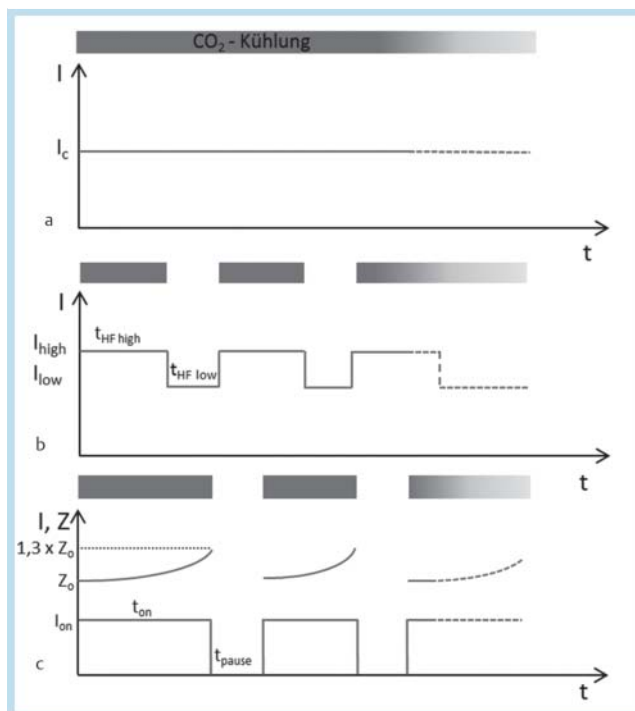 CO₂ - Kühlung
I
I_c
a
t
I
t_HF high
I_high
t_HF low
I_low
b
t
I, Z
1,3 x Z_o
Z_o
t_on
I_on
t_pause
c
t